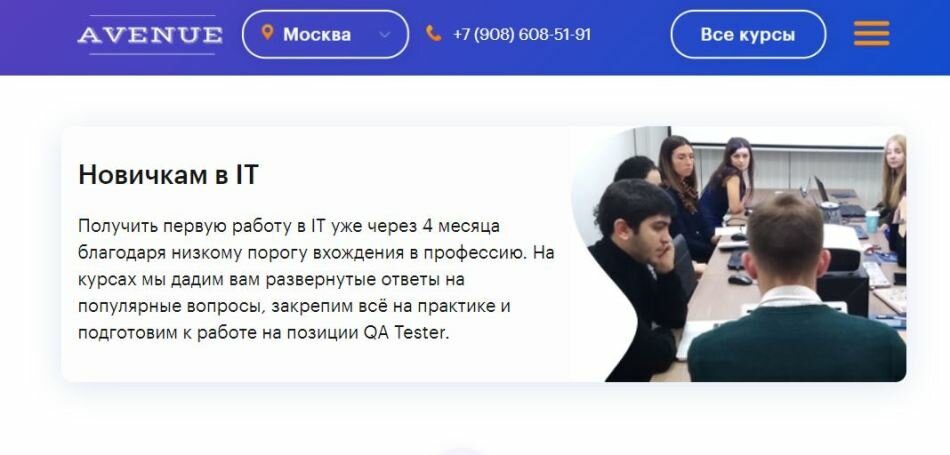 AVENUE
Москва
+7 (908) 608-51-91
Все курсы
Новичкам в IT
Получить первую работу в IT уже через 4 месяца
благодаря низкому порогу вхождения в профессию. На
курсах мы дадим вам развернутые ответы на
популярные вопросы, закрепим всё на практике и
подготовим к работе на позиции QA Tester.